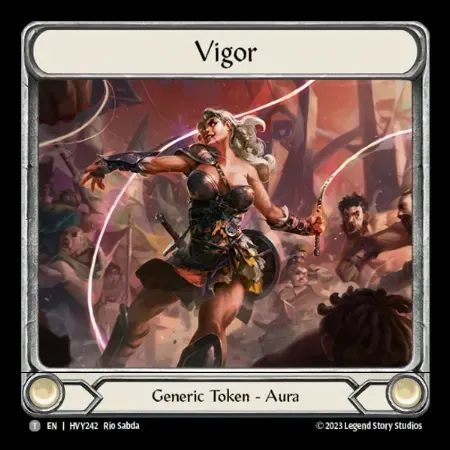 Vigor
Generic Token - Aura
T EN | HVY242 Rio Sabda
©2023 Legend Story Studios